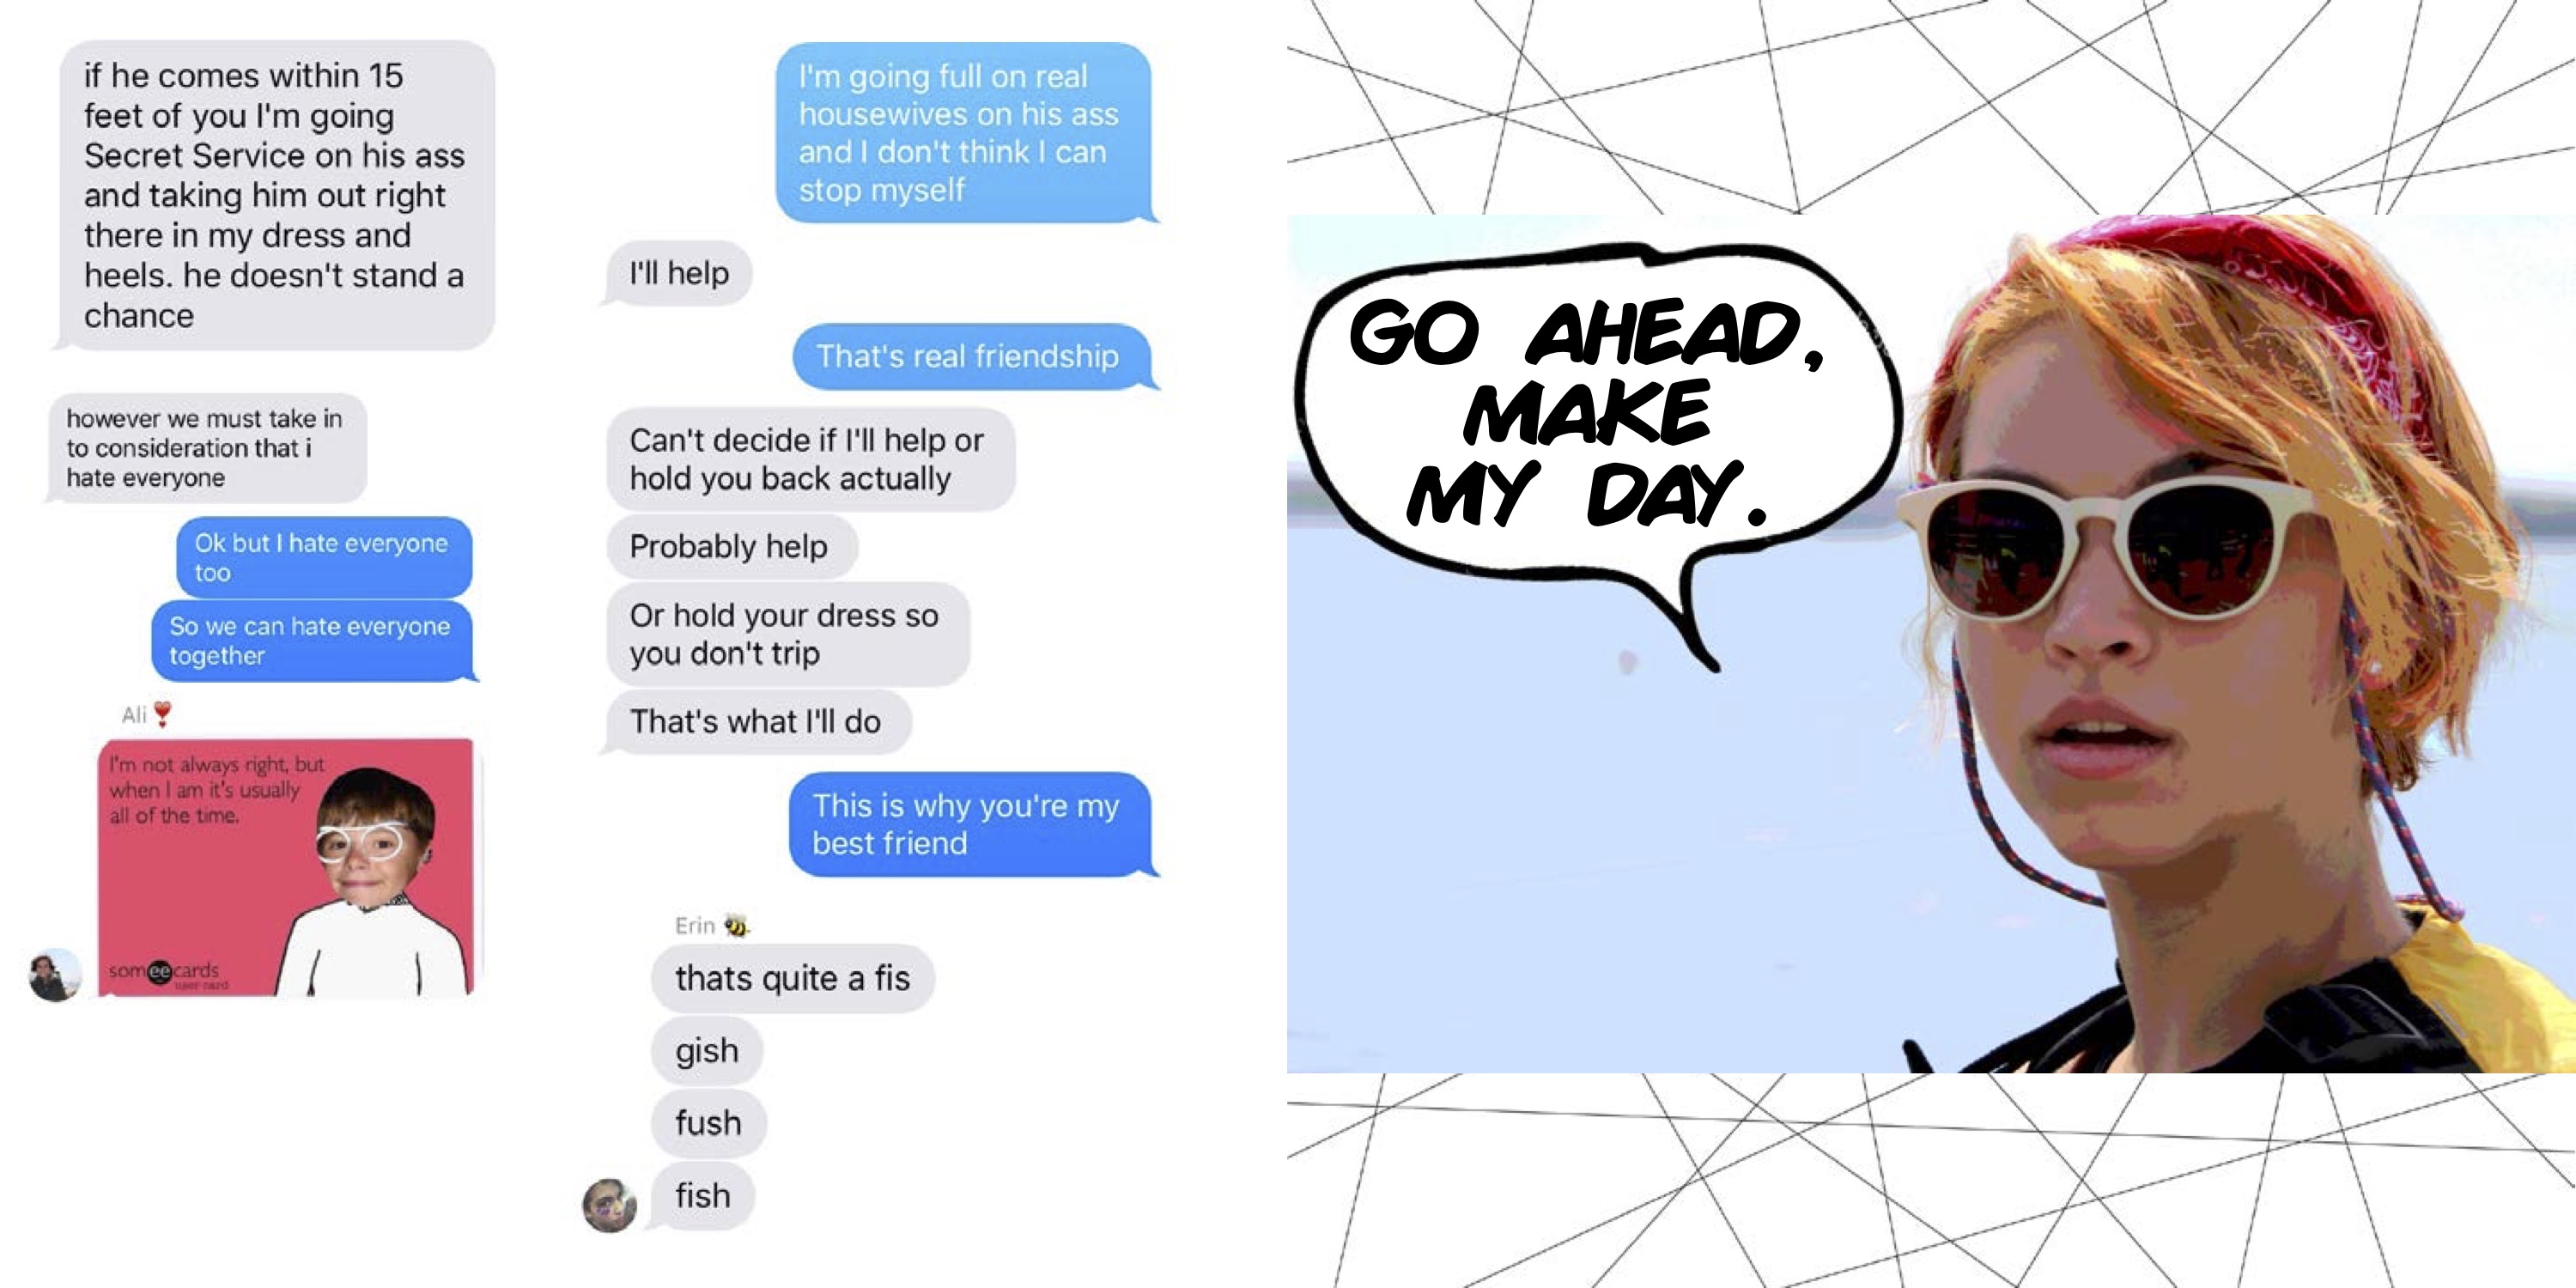 if he comes within 15
feet of you I'm going
Secret Service on his ass
and taking him out right
there in my dress and
heels. he doesn't stand a
chance
however we must take in
to consideration that i
hate everyone
Ok but I hate everyone
too
So we can hate everyone
together
Ali
I'm not always right, but
when I am it's usually
all of the time.
someecards
user card
I'm going full on real
housewives on his ass
and I don't think I can
stop myself
I'll help
That's real friendship
Can't decide if I'll help or
hold you back actually
Probably help
Or hold your dress so
you don't trip
That's what I'll do
This is why you're my
best friend
Erin
thats quite a fis
gish
fush
fish
GO AHEAD,
MAKE
MY DAY.